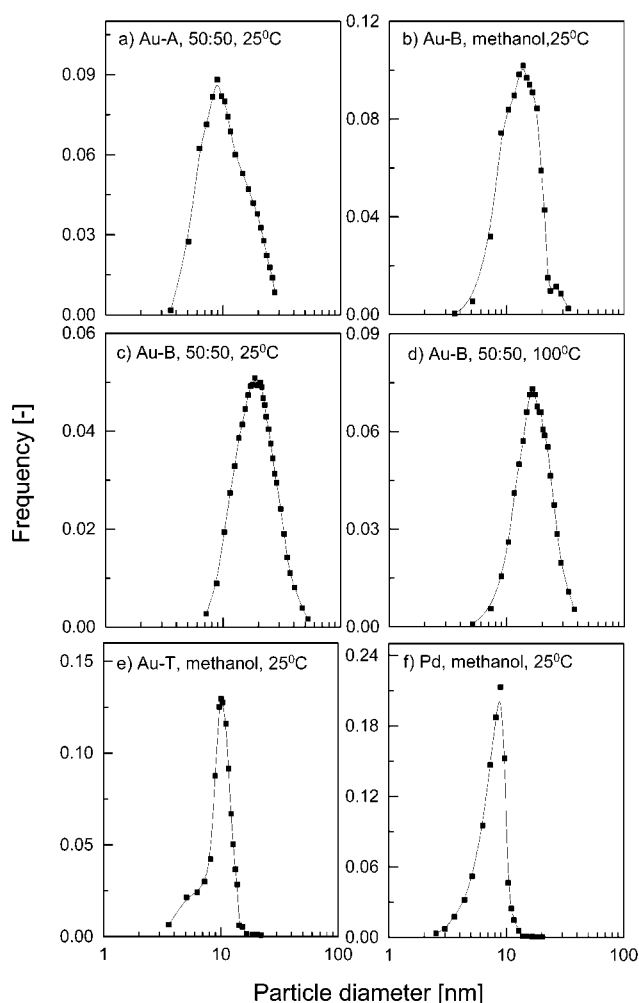 a) Au-A, 50:50, 25⁰C
0.09
0.06
0.03
0.00
b) Au-B, methanol,25⁰C
0.12
0.08
0.04
0.00
c) Au-B, 50:50, 25⁰C
0.06
0.04
0.02
0.00
d) Au-B, 50:50, 100⁰C
0.09
0.06
0.03
0.00
e) Au-T, methanol, 25⁰C
0.15
0.10
0.05
0.00
f) Pd, methanol, 25⁰C
0.24
0.18
0.12
0.06
0.00
1 10 100 1 10 100
Frequency [-]
Particle diameter [nm]